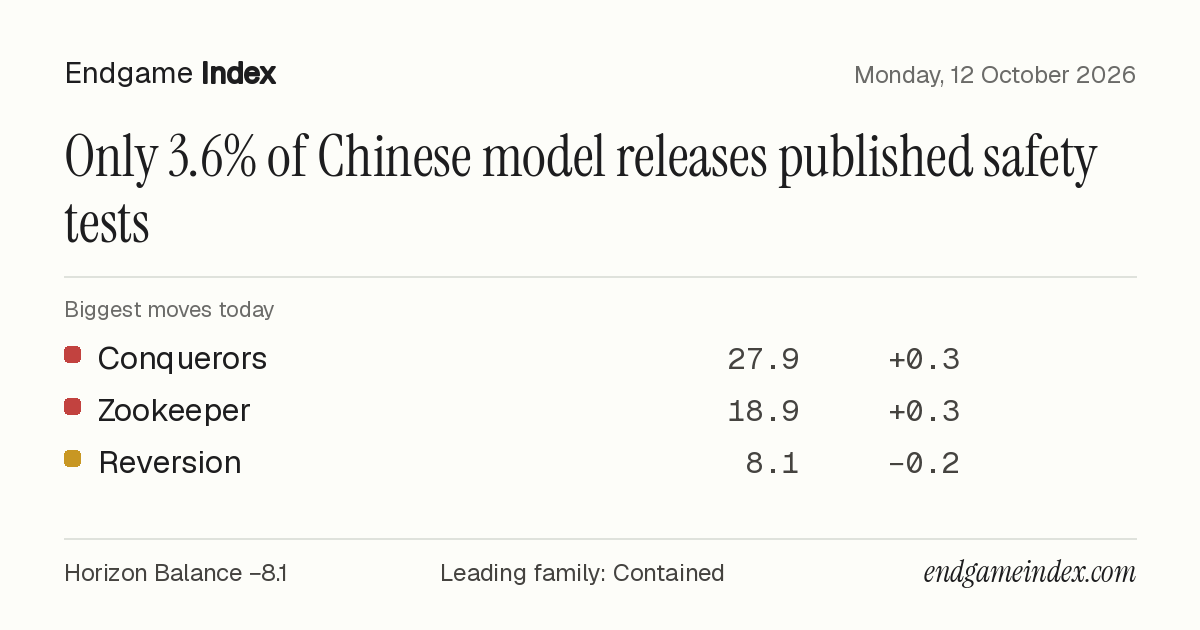 Endgame Index
Monday, 12 October 2026
Only 3.6% of Chinese model releases published safety
tests
Biggest moves today
Conquerors 27.9 +0.3
Zookeeper 18.9 +0.3
Reversion 8.1 −0.2
Horizon Balance −8.1
Leading family: Contained
endgameindex.com